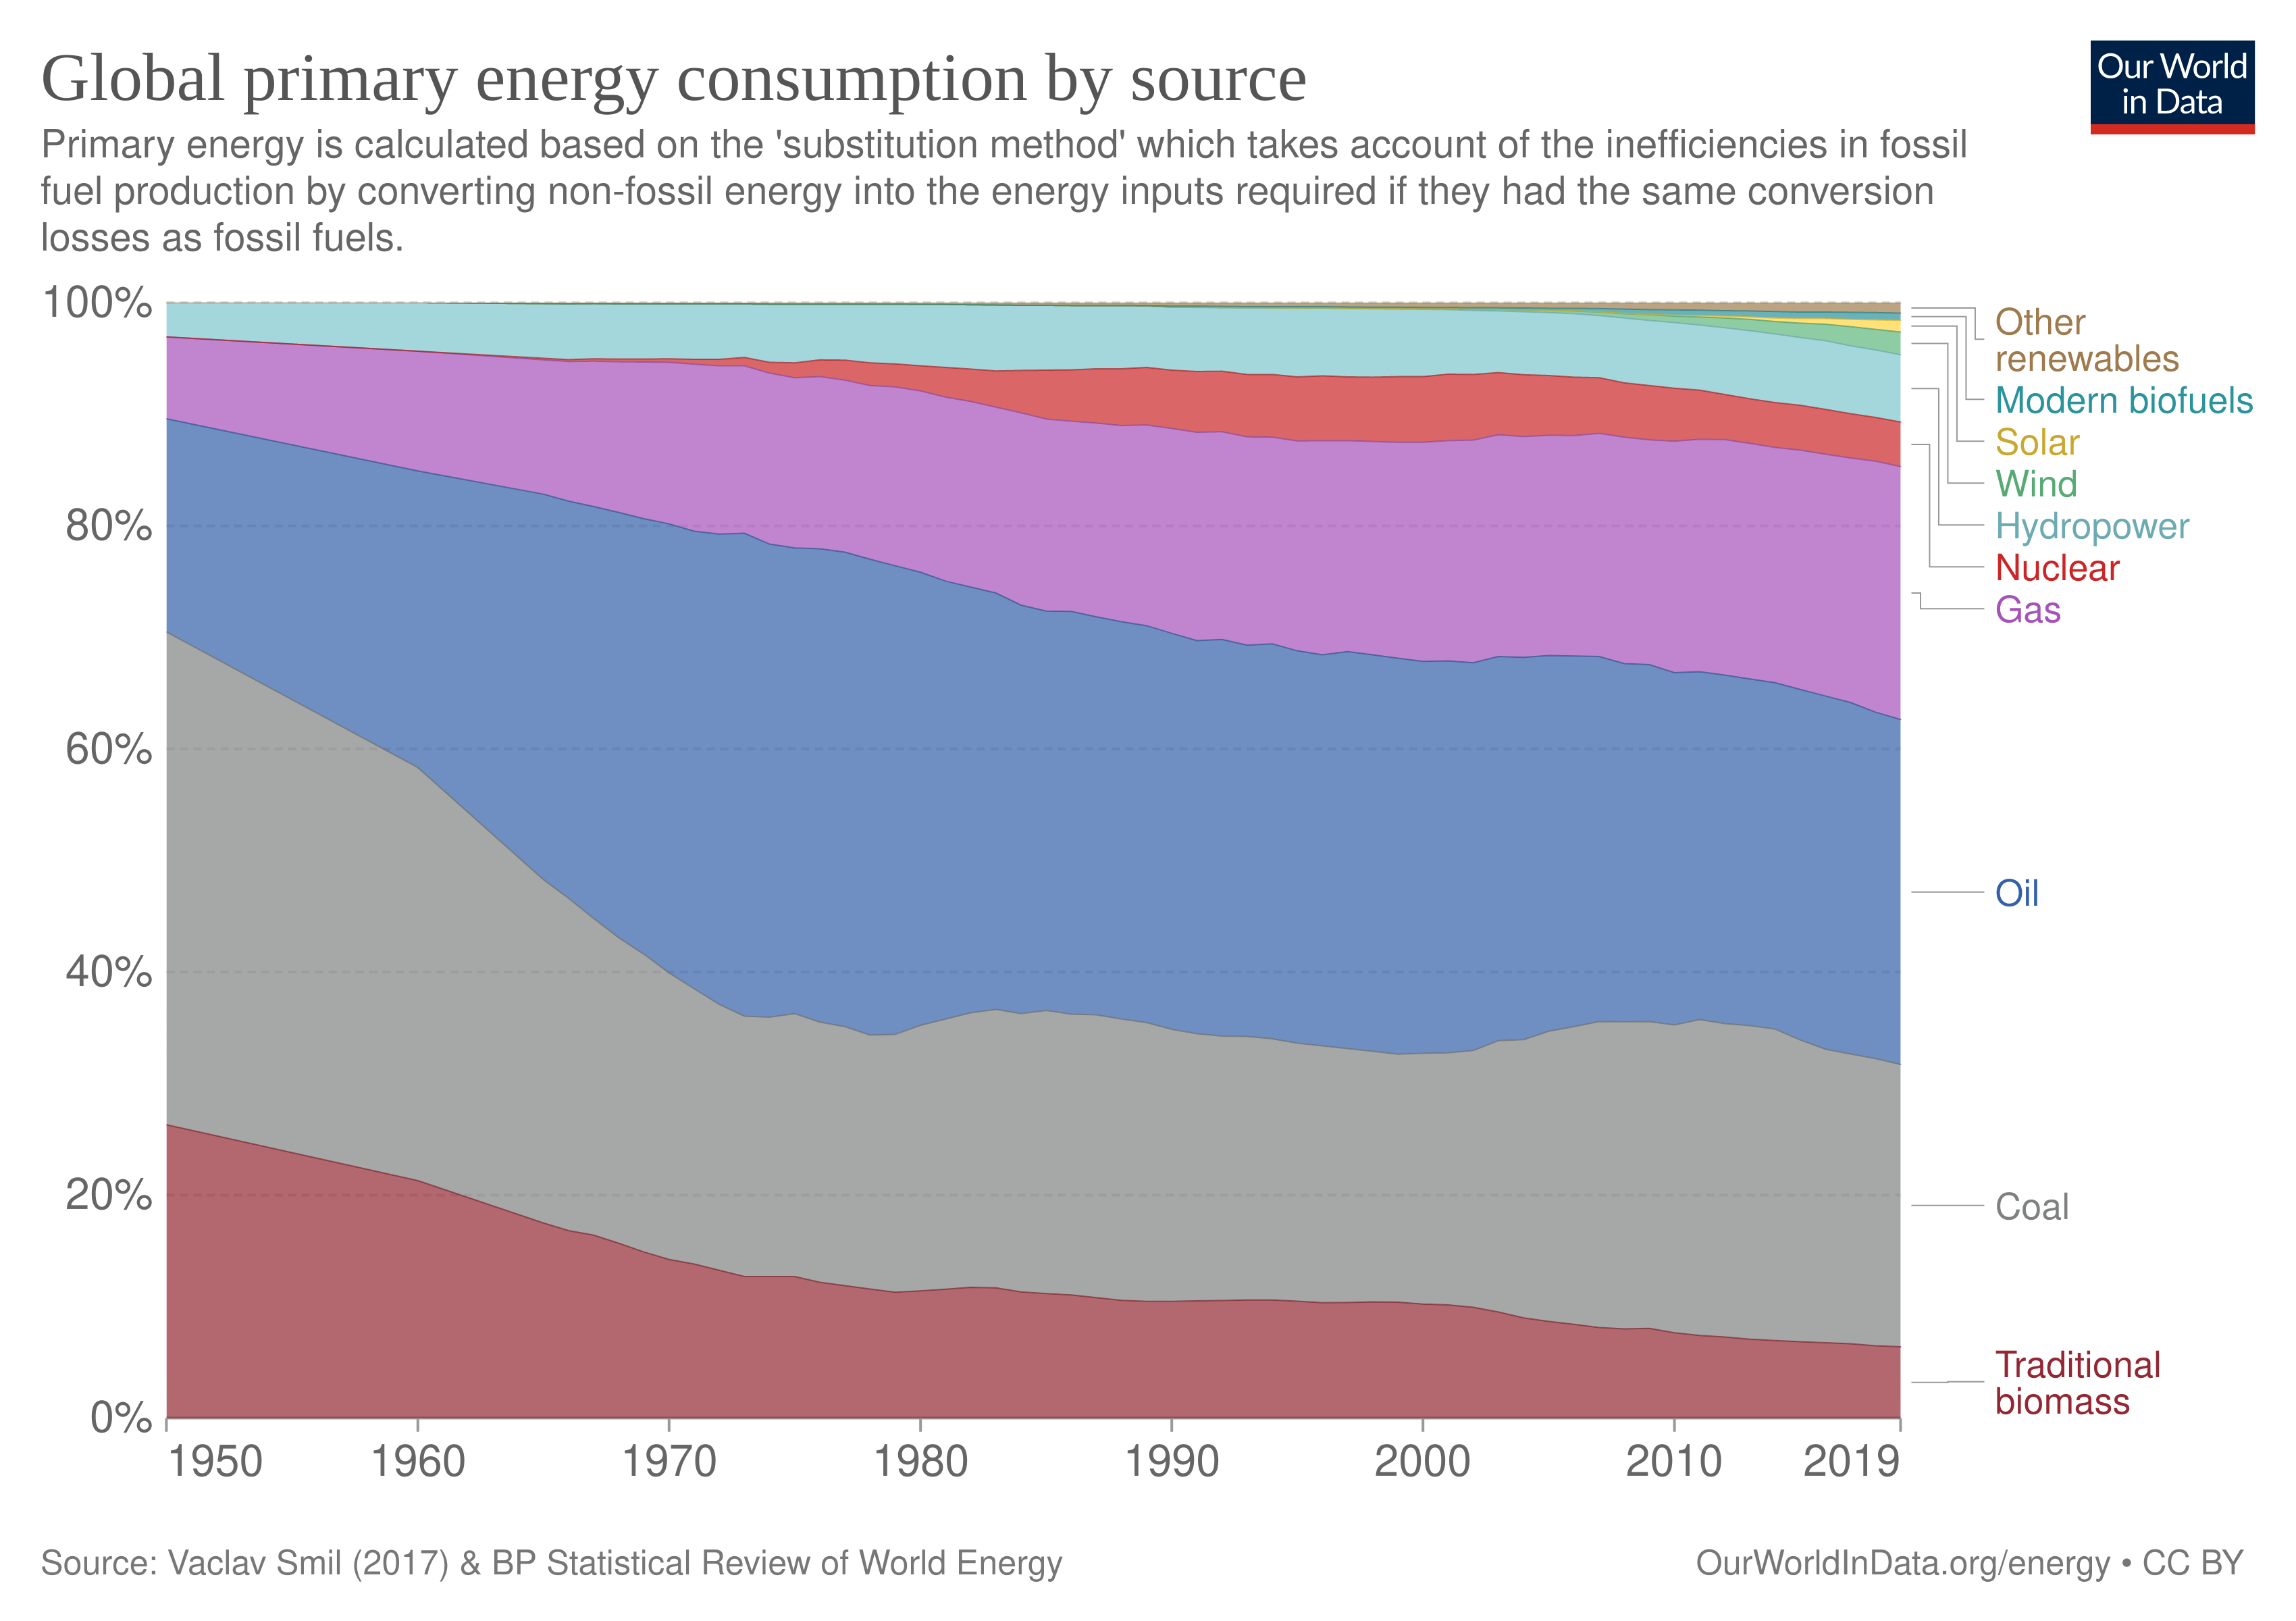 Global primary energy consumption by source
Our World
in Data
Primary energy is calculated based on the 'substitution method' which takes account of the inefficiencies in fossil
fuel production by converting non-fossil energy into the energy inputs required if they had the same conversion
losses as fossil fuels.
100%
80%
60%
40%
20%
0%
Other
renewables
Modern biofuels
Solar
Wind
Hydropower
Nuclear
Gas
Oil
Coal
Traditional
biomass
1950 1960 1970 1980 1990 2000 2010 2019
Source: Vaclav Smil (2017) & BP Statistical Review of World Energy
OurWorldInData.org/energy • CC BY